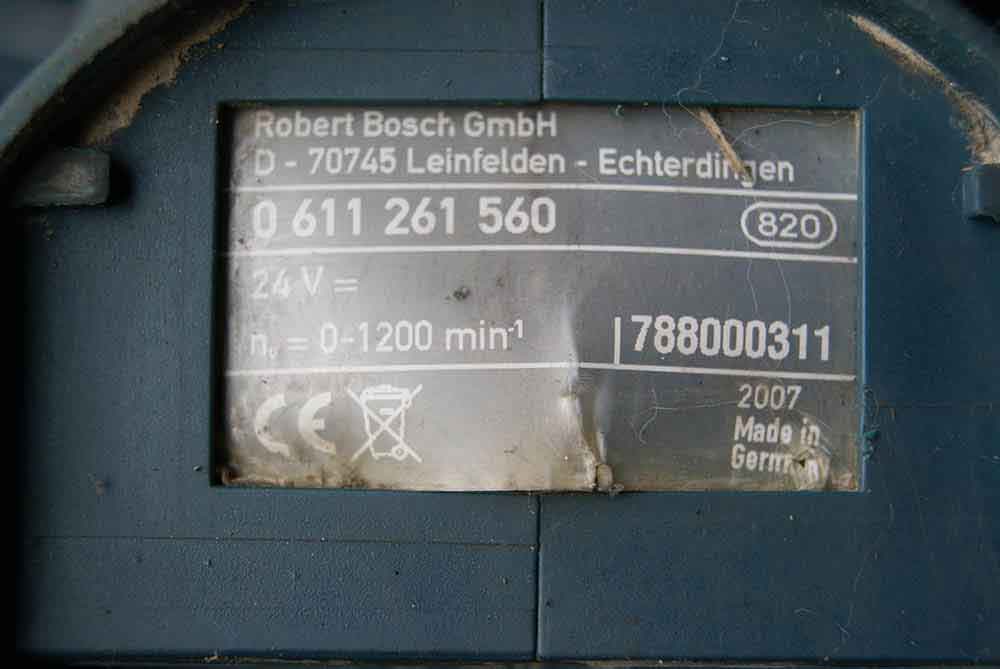 Robert Bosch GmbH
D - 70745 Leinfelden - Echterdingen
0 611 261 560 820
24 V =
n₀ = 0-1200 min⁻¹ 788000311
CE
2007
Made in
Germany